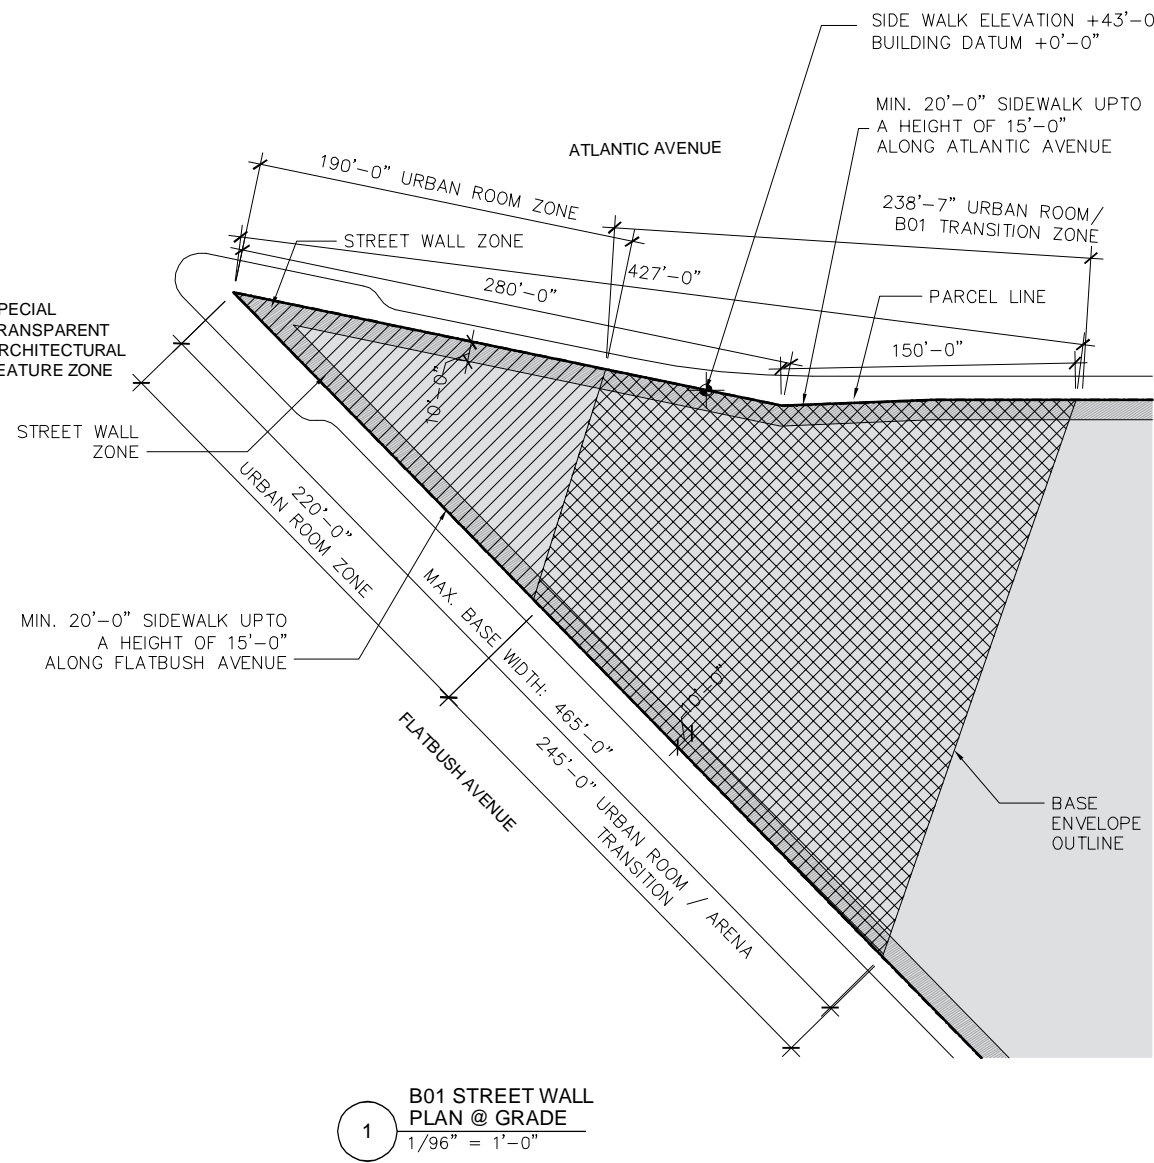 SIDE WALK ELEVATION +43'-0
BUILDING DATUM +0'-0"
MIN. 20'-0" SIDEWALK UPTO
A HEIGHT OF 15'-0"
ALONG ATLANTIC AVENUE
ATLANTIC AVENUE
190'-0" URBAN ROOM ZONE
238'-7" URBAN ROOM/
B01 TRANSITION ZONE
STREET WALL ZONE
427'-0"
280'-0"
PARCEL LINE
150'-0"
PECIAL
RANSPARENT
RCHITECTURAL
EATURE ZONE
10'-0"
STREET WALL
ZONE
220'-0"
URBAN ROOM ZONE
MIN. 20'-0" SIDEWALK UPTO
A HEIGHT OF 15'-0"
ALONG FLATBUSH AVENUE
MAX. BASE WIDTH: 465'-0"
10'-0"
FLATBUSH AVENUE
245'-0" URBAN ROOM / ARENA
TRANSITION
BASE
ENVELOPE
OUTLINE
1
B01 STREET WALL
PLAN @ GRADE
1/96" = 1'-0"